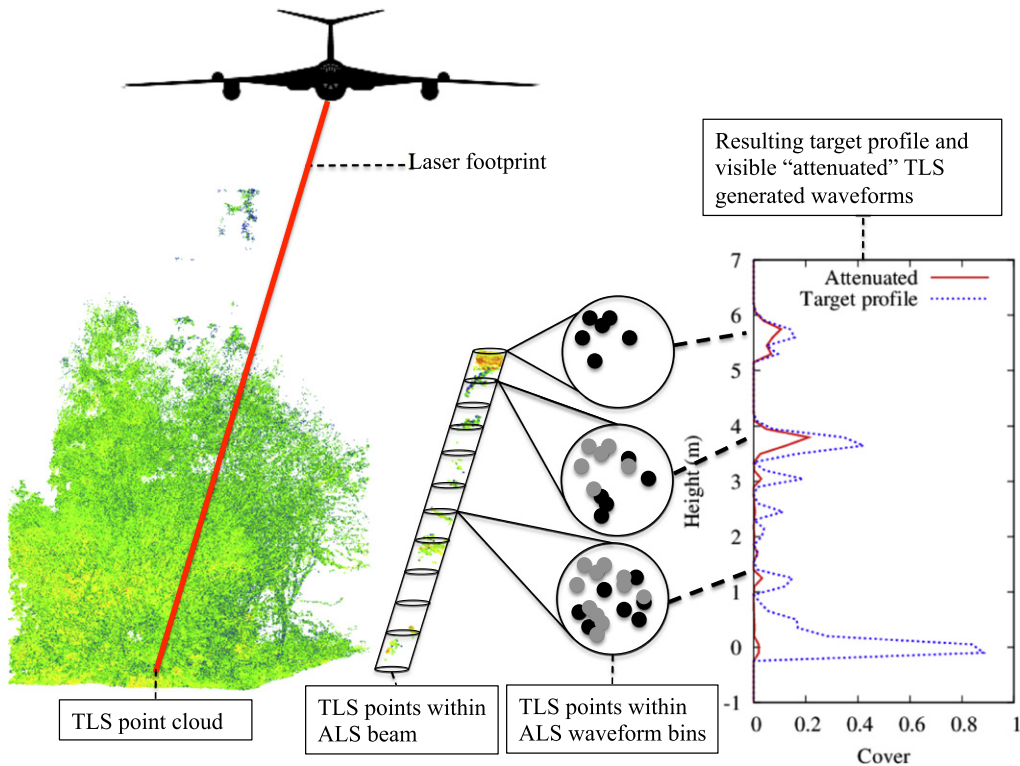 Laser footprint
Resulting target profile and
visible “attenuated” TLS
generated waveforms
7
6
5
4
3
2
1
0
-1
Height (m)
Attenuated
Target profile
0
0.2
0.4
0.6
0.8
1
Cover
TLS point cloud
TLS points within
ALS beam
TLS points within
ALS waveform bins